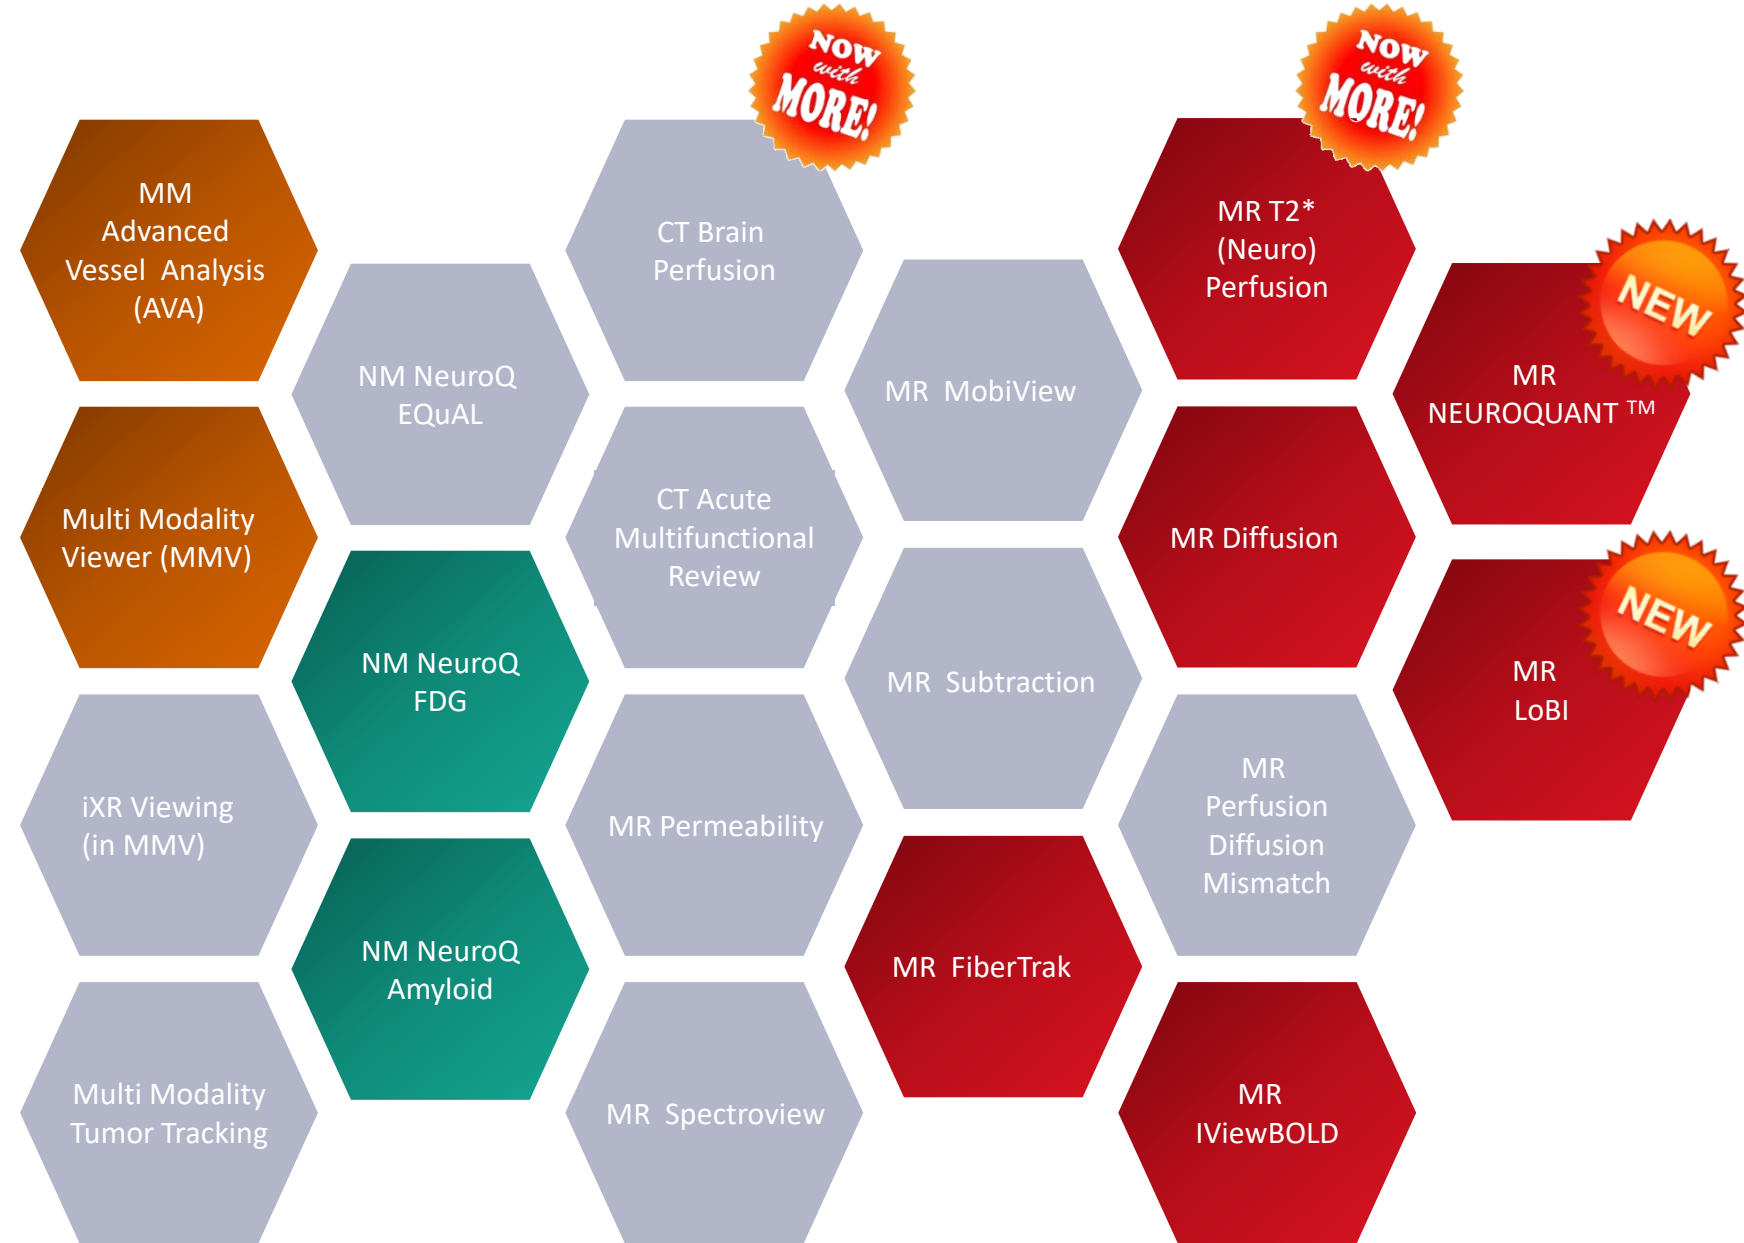 MM
Advanced
Vessel  Analysis
(AVA)
Multi Modality
Viewer (MMV)
iXR Viewing
(in MMV)
Multi Modality
Tumor Tracking
NM NeuroQ
EQuAL
NM NeuroQ
FDG
NM NeuroQ
Amyloid
NOW
with
MORE!
CT Brain
Perfusion
CT Acute
Multifunctional
Review
MR Permeability
MR  Spectroview
MR  MobiView
MR  Subtraction
MR  FiberTrak
NOW
with
MORE!
MR T2*
(Neuro)
Perfusion
MR Diffusion
MR
Perfusion
Diffusion
Mismatch
MR
IViewBOLD
NEW
MR
NEUROQUANT TM
NEW
MR
LoBI